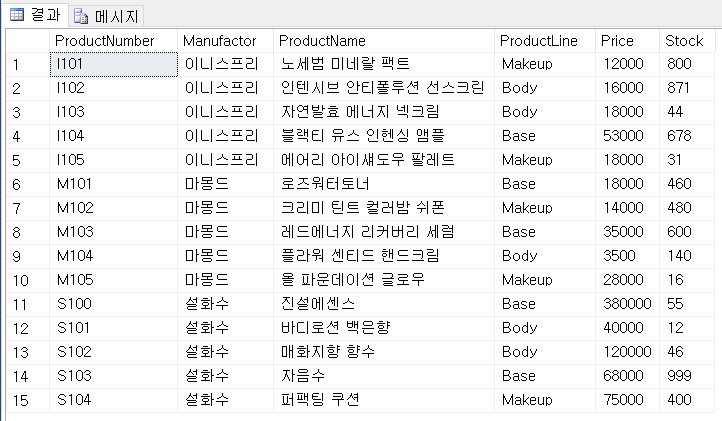 결과 메시지
ProductNumber Manufactor ProductName ProductLine Price Stock
1 I101 이니스프리 노세범 미네랄 팩트 Makeup 12000 800
2 I102 이니스프리 인텐시브 안티폴루션 선스크린 Body 16000 871
3 I103 이니스프리 자연발효 에너지 넥크림 Body 18000 44
4 I104 이니스프리 블랙티 유스 인헨싱 앰플 Base 53000 678
5 I105 이니스프리 에어리 아이섀도우 팔레트 Makeup 18000 31
6 M101 마몽드 로즈워터토너 Base 18000 460
7 M102 마몽드 크리미 틴트 컬러밤 쉬폰 Makeup 14000 480
8 M103 마몽드 레드에너지 리커버리 세럼 Base 35000 600
9 M104 마몽드 플라워 센티드 핸드크림 Body 3500 140
10 M105 마몽드 올 파운데이션 글로우 Makeup 28000 16
11 S100 설화수 진설에센스 Base 380000 55
12 S101 설화수 바디로션 백은향 Body 40000 12
13 S102 설화수 매화지향 향수 Body 120000 46
14 S103 설화수 자음수 Base 68000 999
15 S104 설화수 퍼팩팅 쿠션 Makeup 75000 400